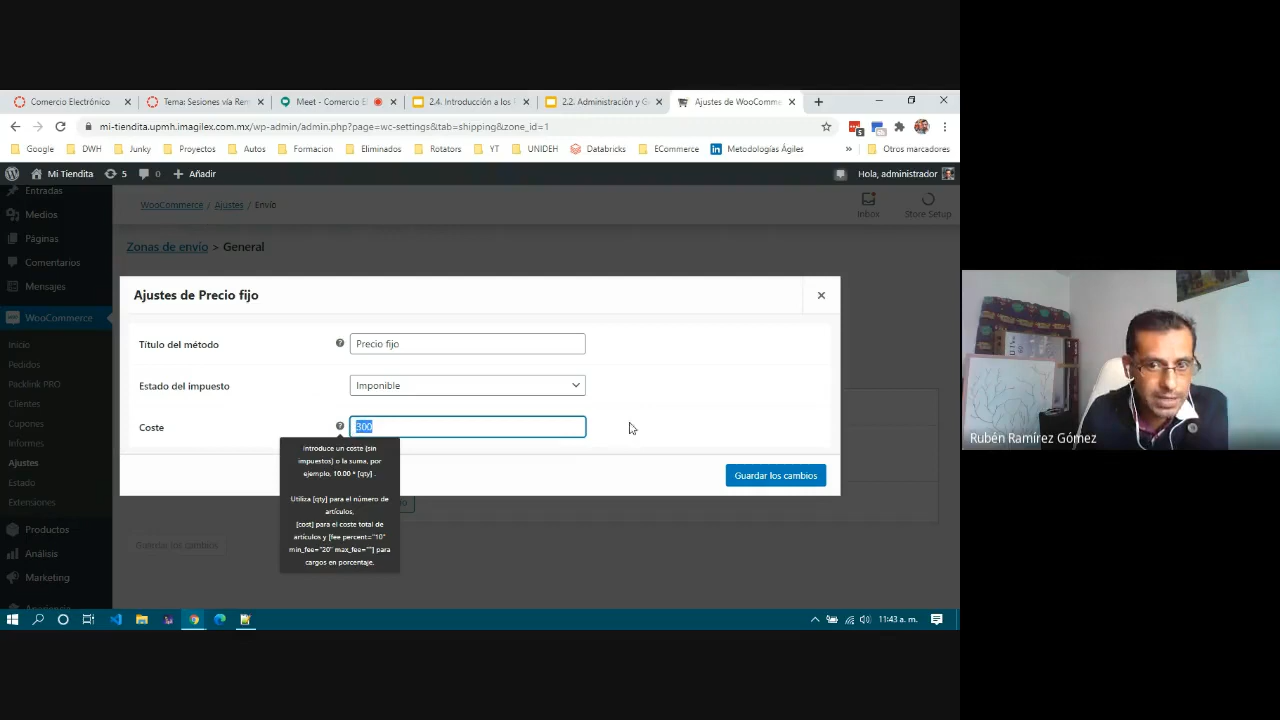 Comercio Electrónico
Tema: Sesiones vía Rem
Meet - Comercio El
2.4. Introducción a los F
2.2. Administración y G
Ajustes de WooComme
mi-tiendita.upmh.imagilex.com.mx/wp-admin/admin.php?page=wc-settings&tab=shipping&zone_id=1
Google
DWH
Junky
Proyectos
Autos
Formacion
Eliminados
Rotators
YT
UNIDEH
Databricks
ECommerce
Metodologías Ágiles
»
Otros marcadores
Mi Tiendita
5
0
Añadir
Hola, administrador
Entradas
Medios
Páginas
Comentarios
Mensajes
WooCommerce
Inicio
Pedidos
Packlink PRO
Clientes
Cupones
Informes
Ajustes
Estado
Extensiones
Productos
Análisis
Marketing
WooCommerce / Ajustes / Envío
Inbox
Store Setup
Zonas de envío > General
Ajustes de Precio fijo
Título del método
Precio fijo
Estado del impuesto
Imponible
Coste
300
Introduce un coste (sin
impuestos) o la suma, por
ejemplo, 10.00 * [qty] .
Utiliza [qty] para el número de
artículos,
[cost] para el coste total de
artículos y [fee percent="10"
min_fee="20" max_fee=""] para
cargos en porcentaje.
Guardar los cambios
Guardar los cambios
11:43 a. m.
Rubén Ramírez Gómez